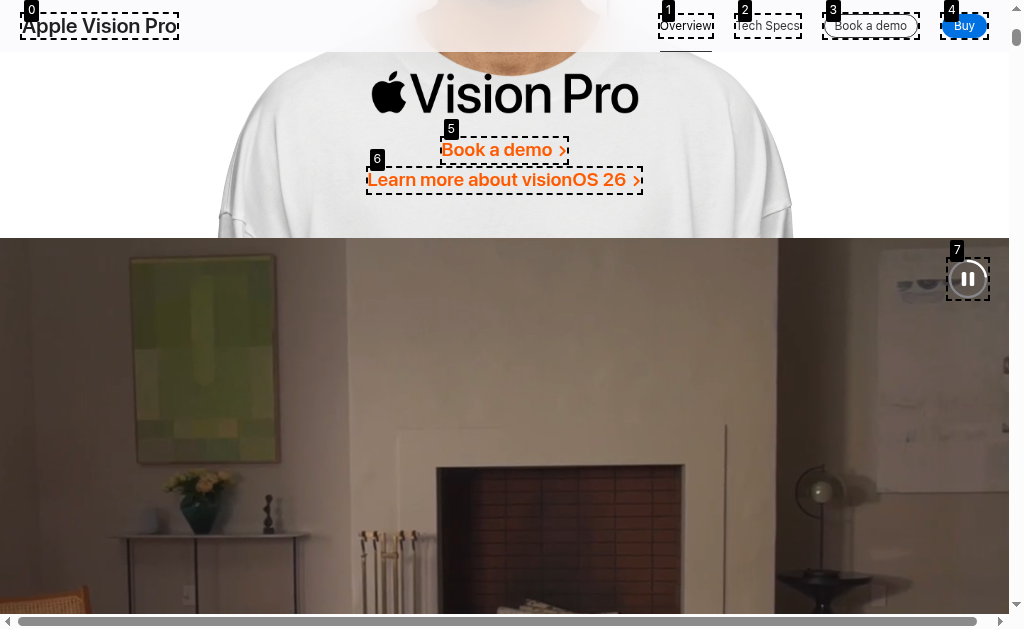 0
Apple Vision Pro
1
Overview
2
Tech Specs
3
Book a demo
4
Buy
Vision Pro
5
Book a demo >
6
Learn more about visionOS 26 >
7